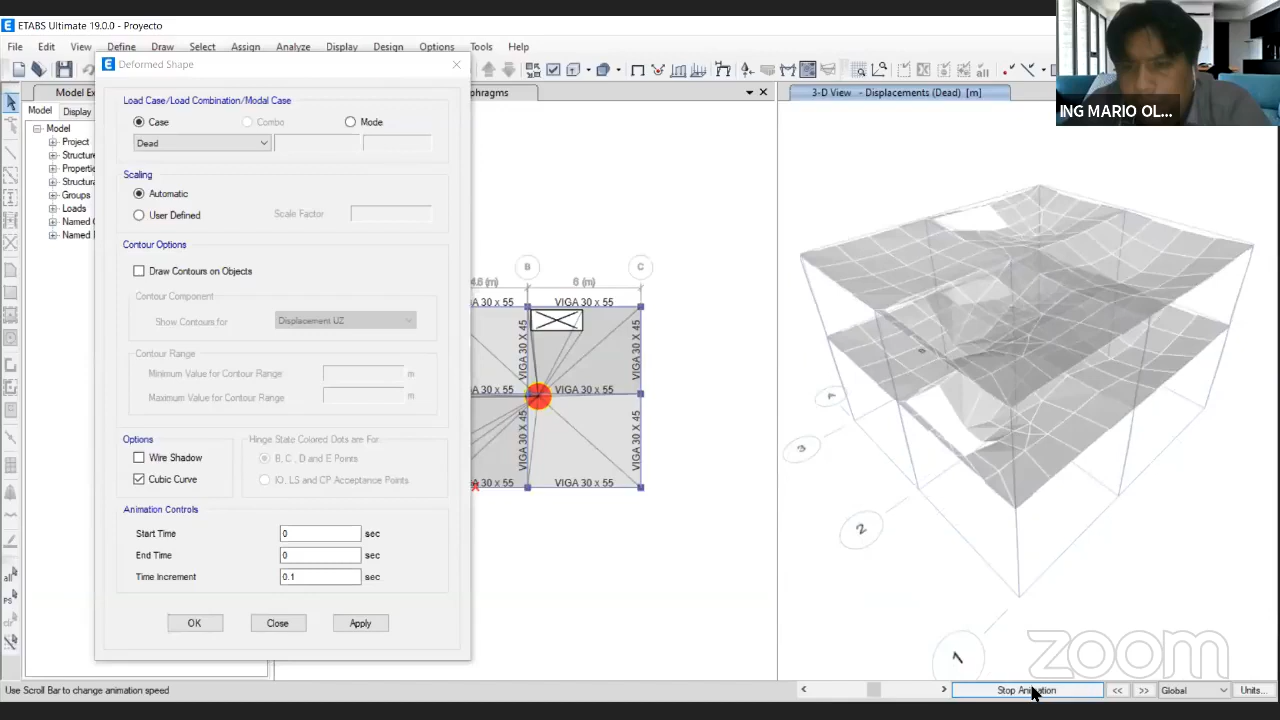 ETABS Ultimate 19.0.0 - Proyecto
File Edit View Define Draw Select Assign Analyze Display Design Options Tools Help
Deformed Shape
ING MARIO OL...
Model Ex
phragms
3-D View - Displacements (Dead) [m]
Model Display
Model
Project
Structure
Properties
Structura
Groups
Loads
Named
Named
Load Case/Load Combination/Modal Case
Case Combo Mode
Dead
Scaling
Automatic
User Defined Scale Factor
Contour Options
Draw Contours on Objects
Contour Component
Show Contours for Displacement UZ
Contour Range
Minimum Value for Contour Range m
Maximum Value for Contour Range m
Options
Wire Shadow
Cubic Curve
Hinge State Colored Dots are For
B, C, D and E Points
IO, LS and CP Acceptance Points
Animation Controls
Start Time 0 sec
End Time 0 sec
Time Increment 0.1 sec
OK Close Apply
B C
4.6 (m) 6 (m)
A 30 x 55 VIGA 30 x 55
VIGA 30 X 45 VIGA 30 X 45
VIGA 30 x 55 VIGA 30 x 55
VIGA 30 X 45 VIGA 30 X 45
A 30 x 55 VIGA 30 x 55
3
2
1
all
PS
clr
all
zoom
Use Scroll Bar to change animation speed
Stop Animation << >> Global Units...